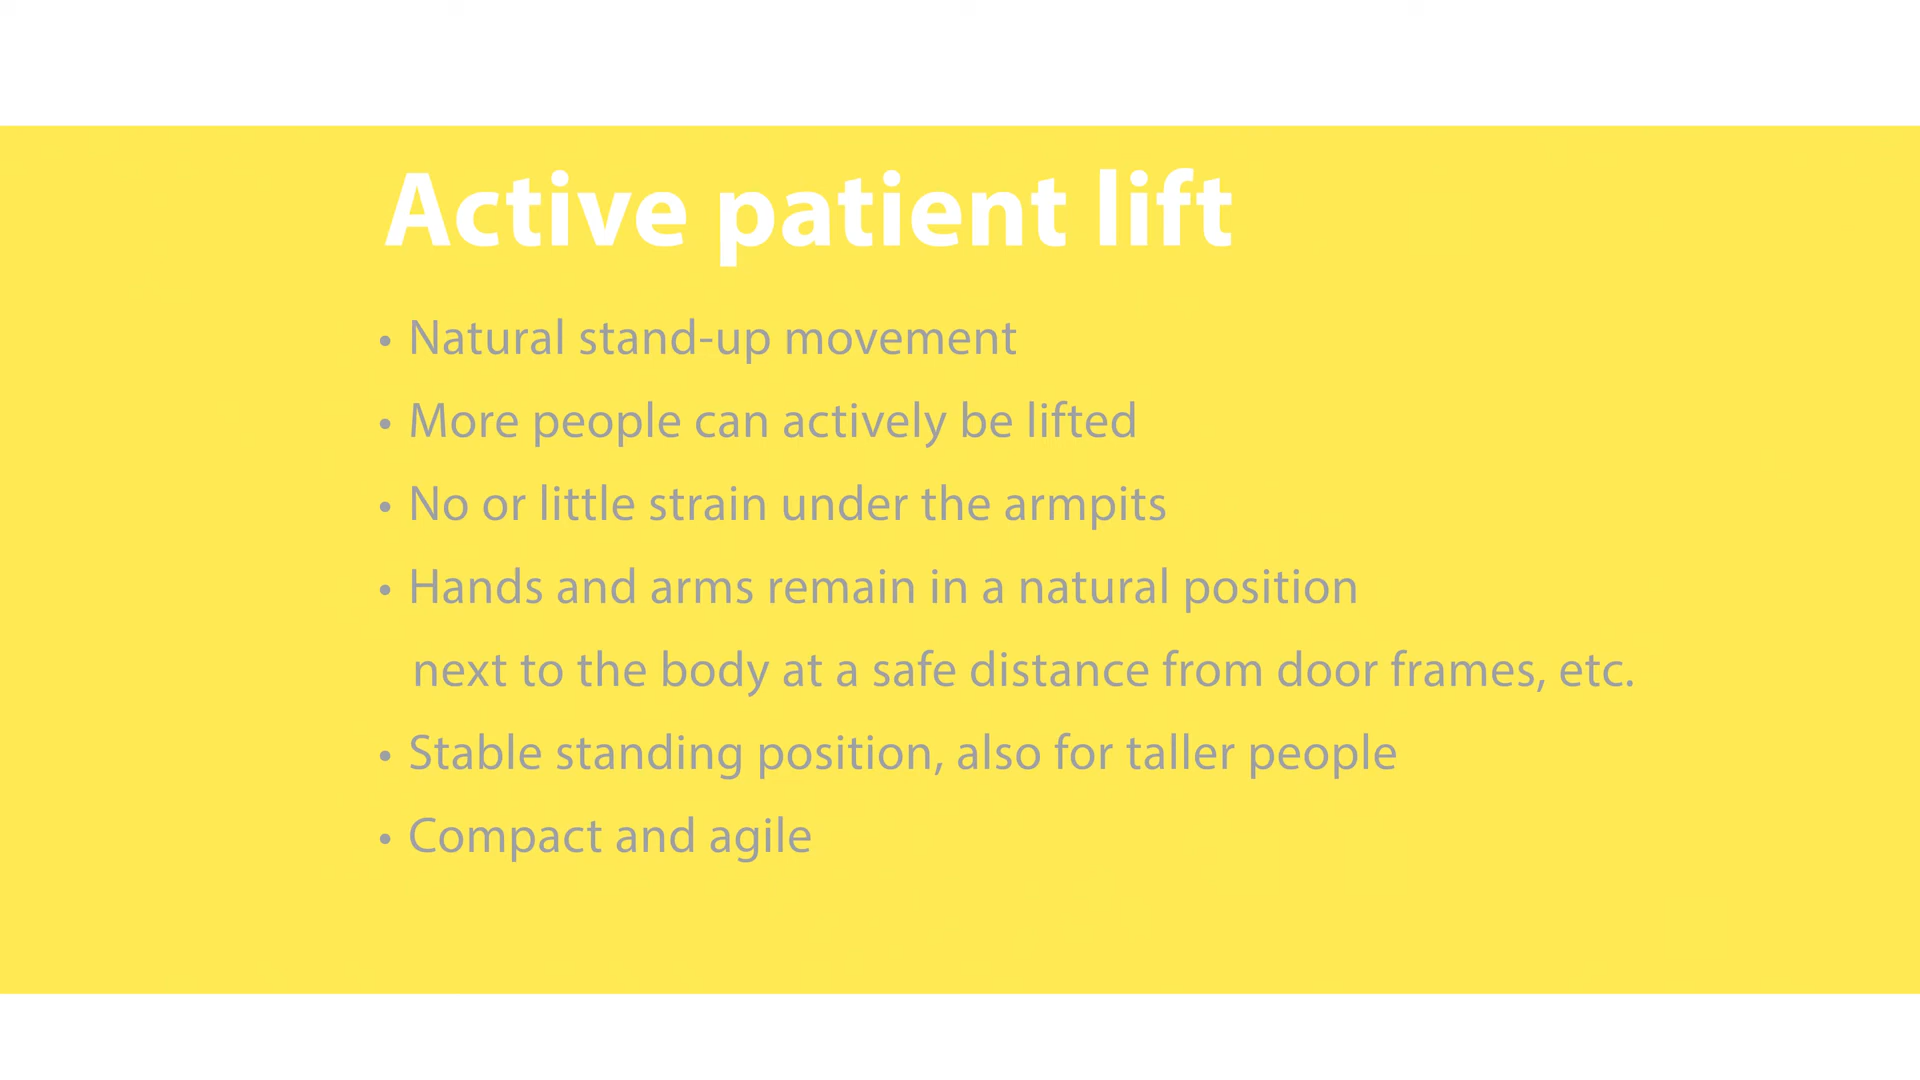 Active patient lift
• Natural stand-up movement
• More people can actively be lifted
• No or little strain under the armpits
• Hands and arms remain in a natural position
next to the body at a safe distance from door frames, etc.
• Stable standing position, also for taller people
• Compact and agile